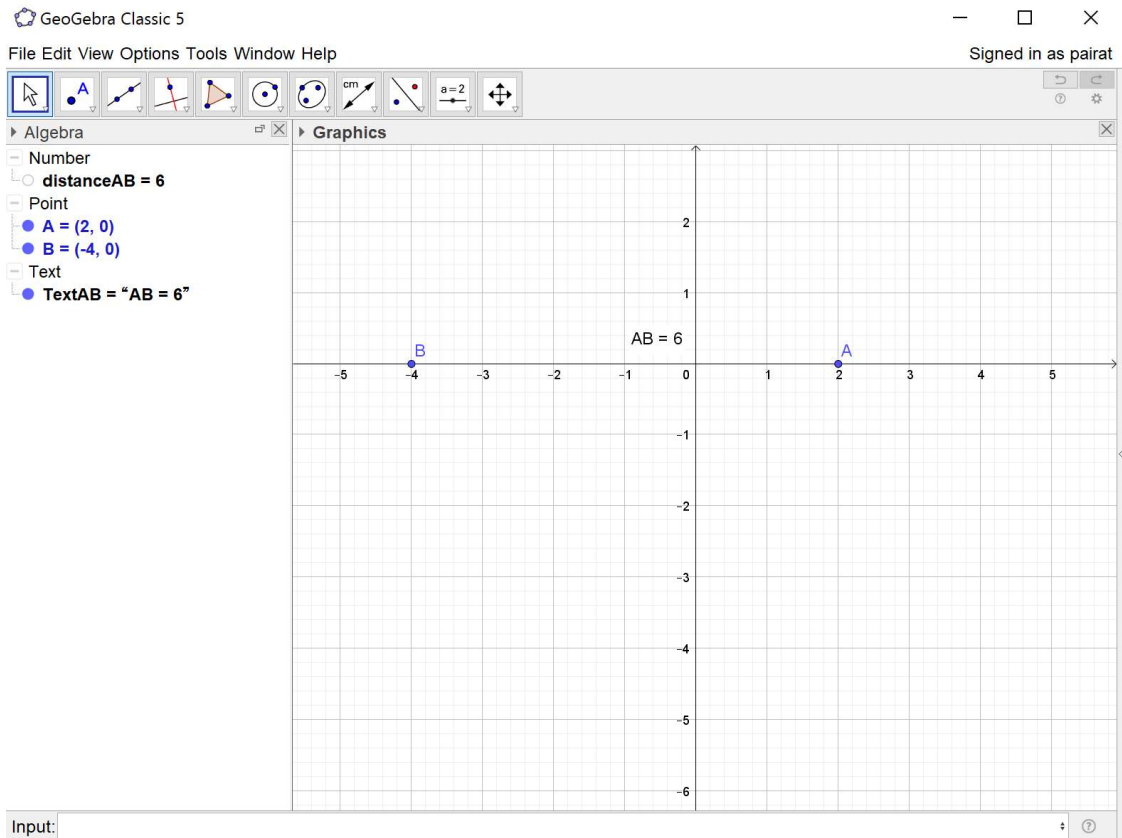 GeoGebra Classic 5
File Edit View Options Tools Window Help
Signed in as pairat
A
cm
a=2
Algebra
Graphics
Number
distanceAB = 6
Point
A = (2, 0)
B = (-4, 0)
Text
TextAB = “AB = 6”
2
1
AB = 6
B
A
−5 −4 −3 −2 −1 0 1 2 3 4 5
−1
−2
−3
−4
−5
−6
Input: